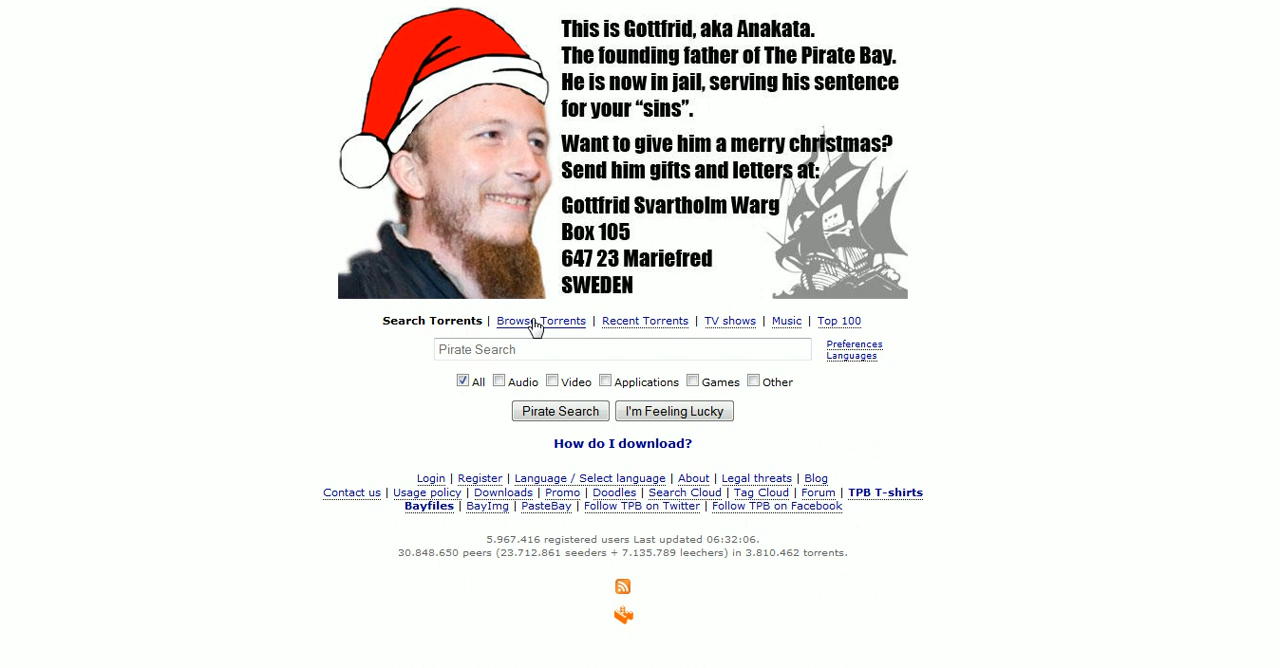 This is Gottfrid, aka Anakata.
The founding father of The Pirate Bay.
He is now in jail, serving his sentence
for your “sins”.
Want to give him a merry christmas?
Send him gifts and letters at:
Gottfrid Svartholm Warg
Box 105
647 23 Mariefred
SWEDEN
Search Torrents | Browse Torrents | Recent Torrents | TV shows | Music | Top 100
Pirate Search
Preferences
Languages
All Audio Video Applications Games Other
Pirate Search I'm Feeling Lucky
How do I download?
Login | Register | Language / Select language | About | Legal threats | Blog
Contact us | Usage policy | Downloads | Promo | Doodles | Search Cloud | Tag Cloud | Forum | TPB T-shirts
Bayfiles | BayImg | PasteBay | Follow TPB on Twitter | Follow TPB on Facebook
5.967.416 registered users Last updated 06:32:06.
30.848.650 peers (23.712.861 seeders + 7.135.789 leechers) in 3.810.462 torrents.